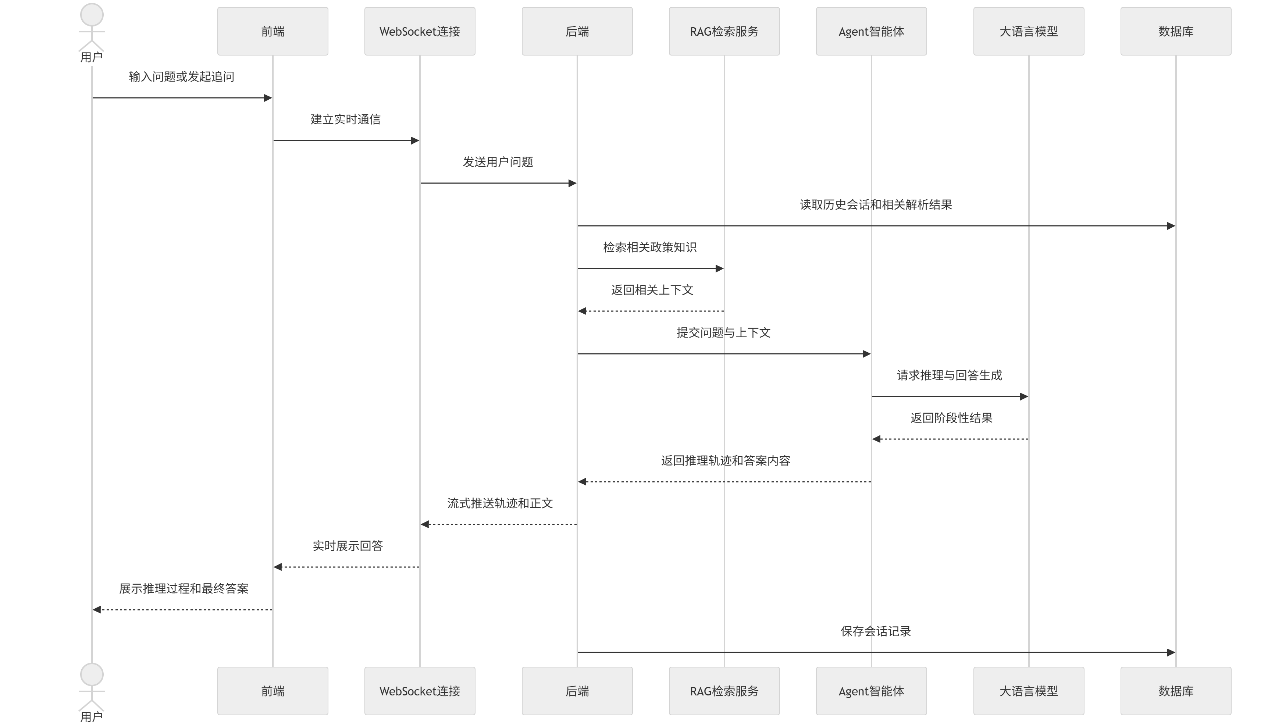 用户
前端
WebSocket连接
后端
RAG检索服务
Agent智能体
大语言模型
数据库
输入问题或发起追问
建立实时通信
发送用户问题
读取历史会话和相关解析结果
检索相关政策知识
返回相关上下文
提交问题与上下文
请求推理与回答生成
返回阶段性结果
返回推理轨迹和答案内容
流式推送轨迹和正文
实时展示回答
展示推理过程和最终答案
保存会话记录
用户
前端
WebSocket连接
后端
RAG检索服务
Agent智能体
大语言模型
数据库